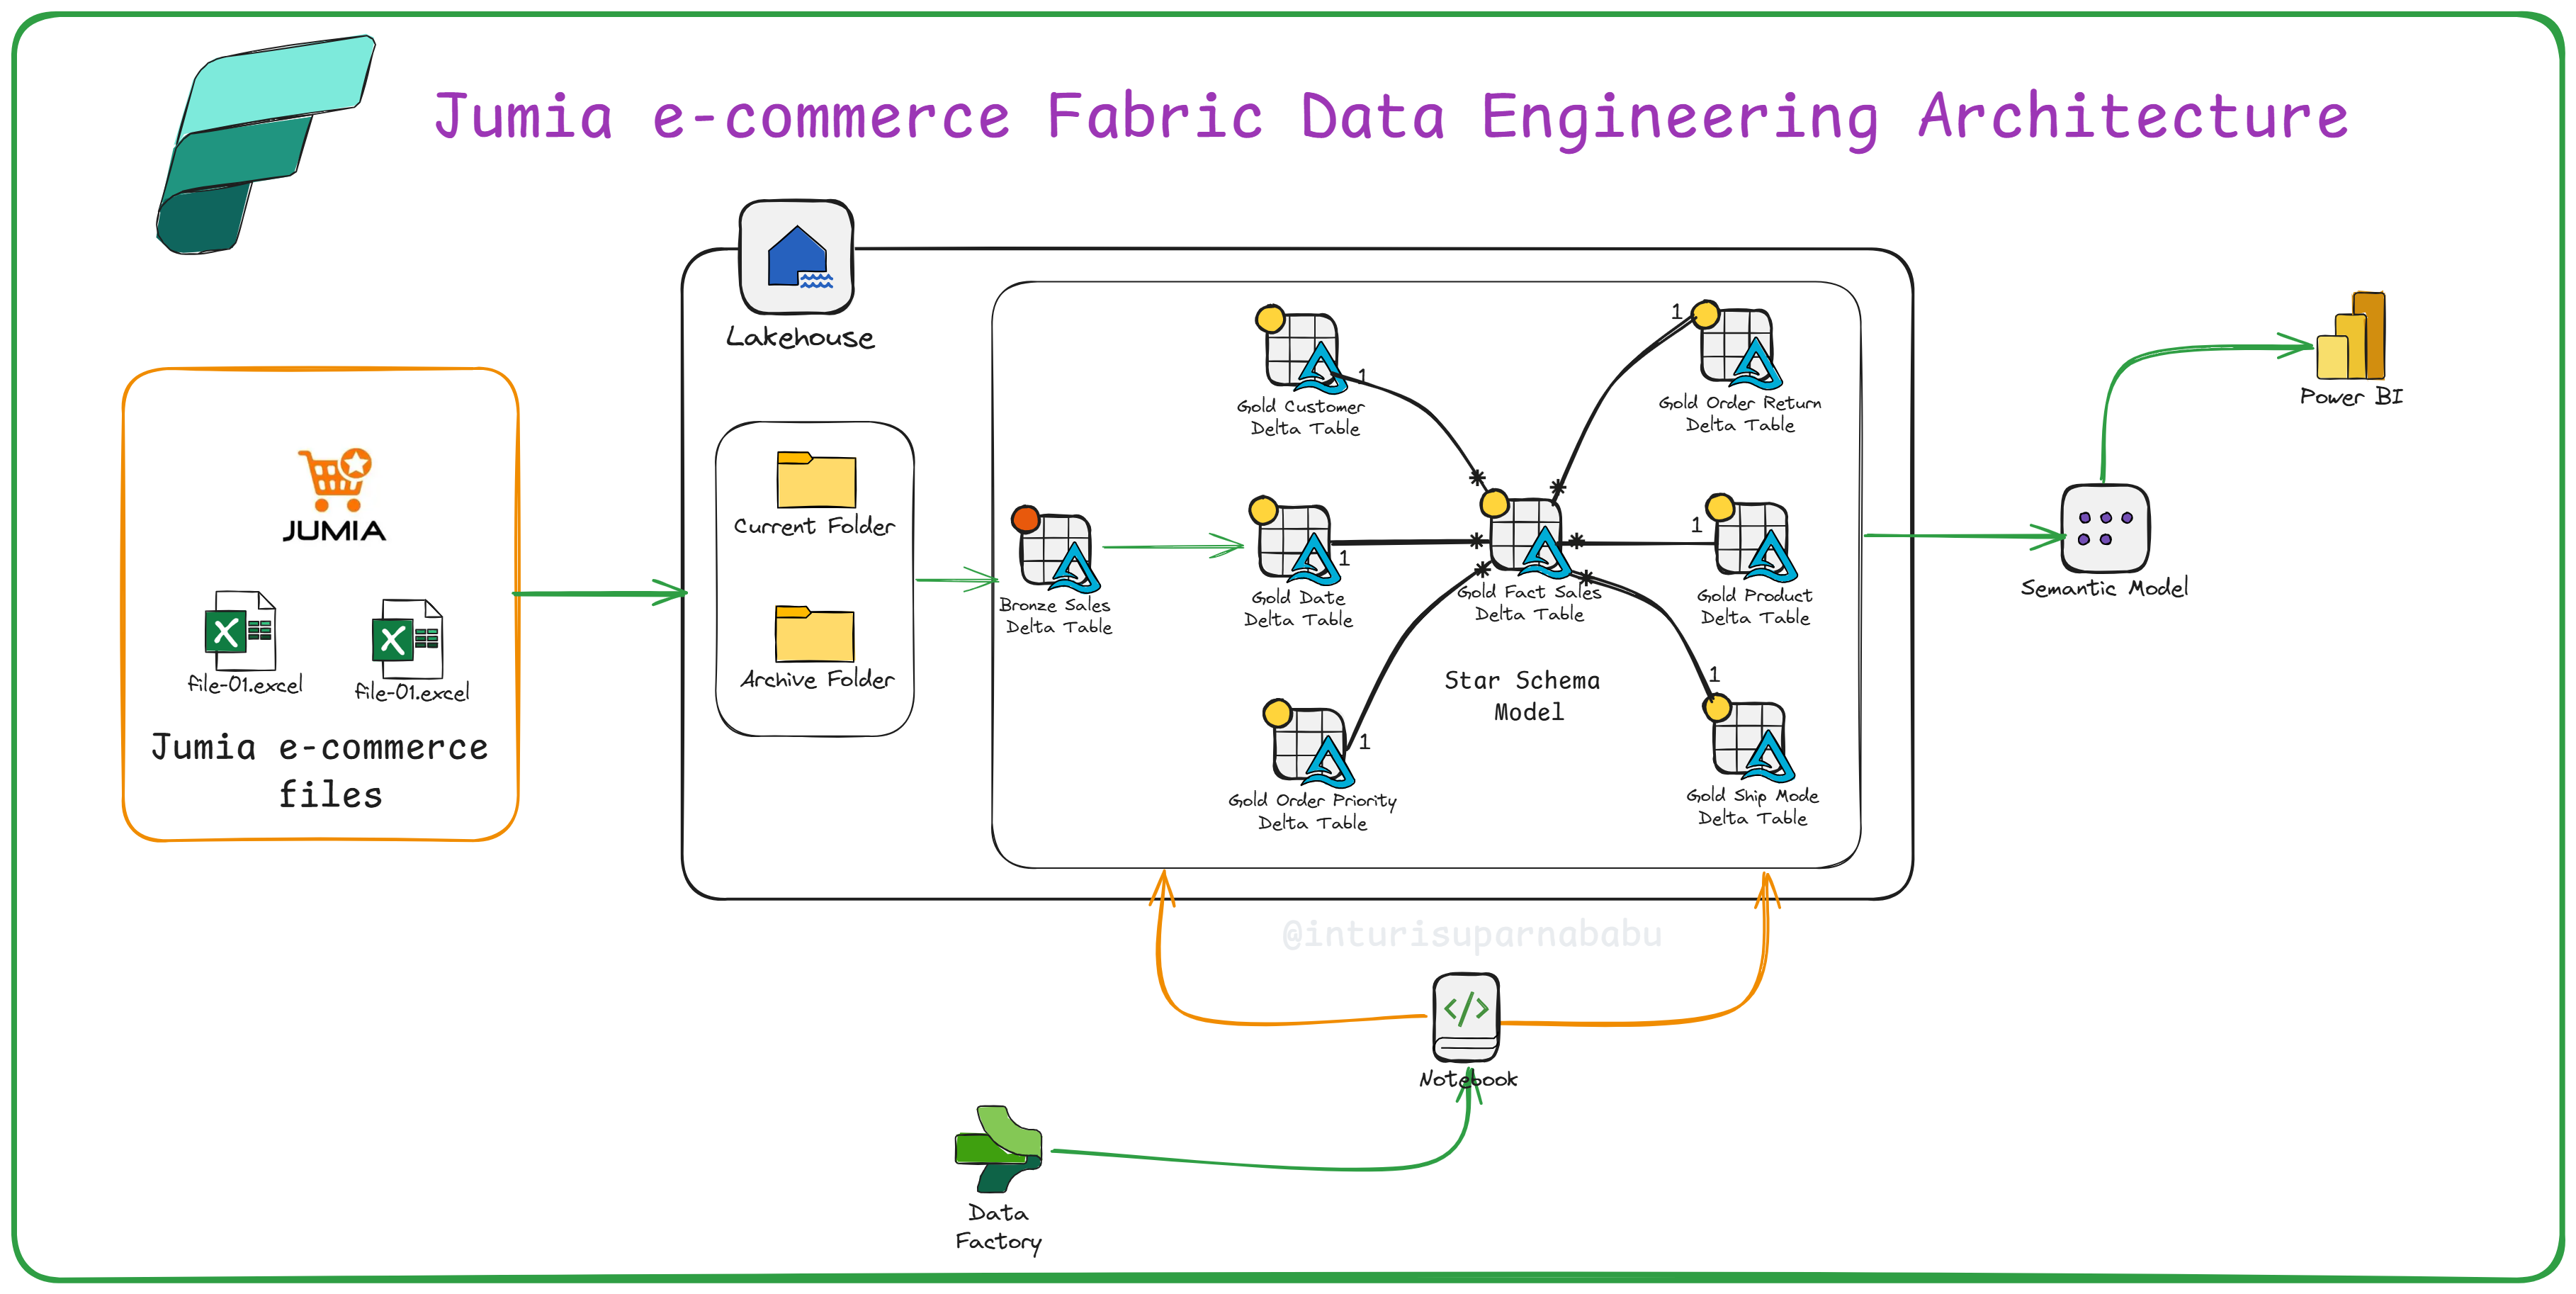 Jumia e-commerce Fabric Data Engineering Architecture
Lakehouse
JUMIA
file-01.excel
file-01.excel
Jumia e-commerce
files
Current Folder
Archive Folder
Bronze Sales
Delta Table
Gold Customer
Delta Table
1
Gold Date
Delta Table
1
Gold Order Priority
Delta Table
1
Gold Fact Sales
Delta Table
*
*
*
*
*
*
Star Schema
Model
1
Gold Order Return
Delta Table
1
Gold Product
Delta Table
1
Gold Ship Mode
Delta Table
Semantic Model
Power BI
@inturisuparnababu
</>
Notebook
Data
Factory